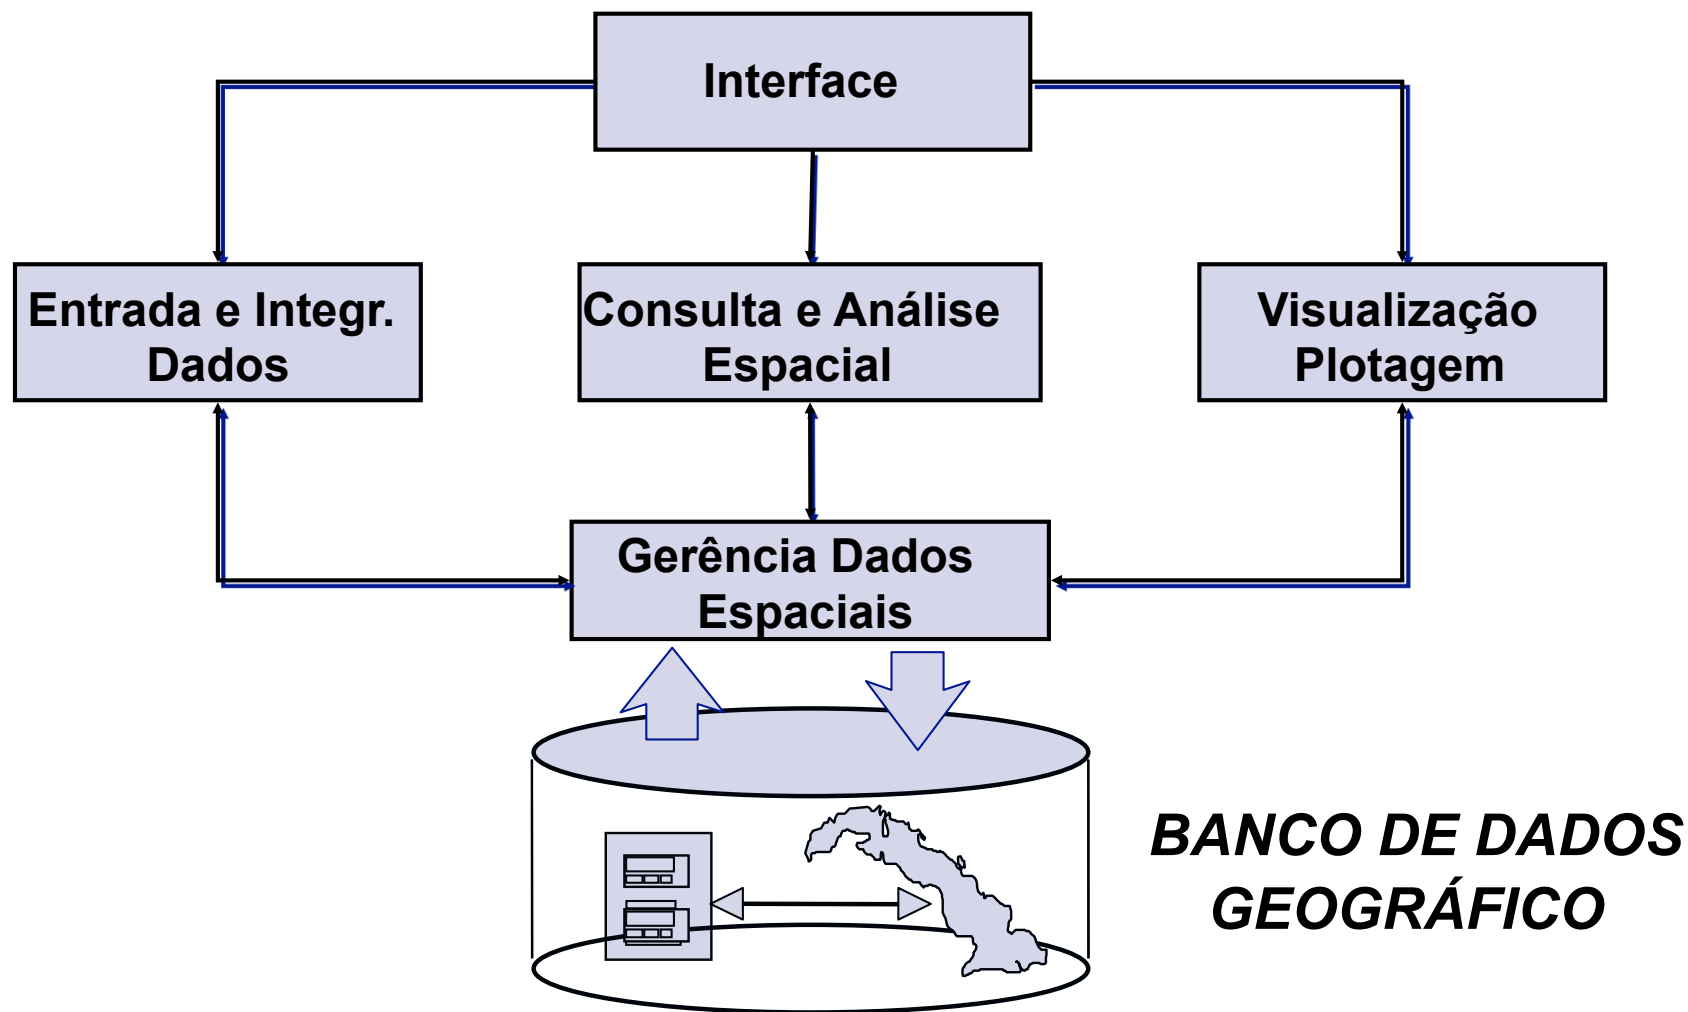 Interface
Entrada e Integr.
Dados
Consulta e Análise
Espacial
Visualização
Plotagem
Gerência Dados
Espaciais
BANCO DE DADOS
GEOGRÁFICO